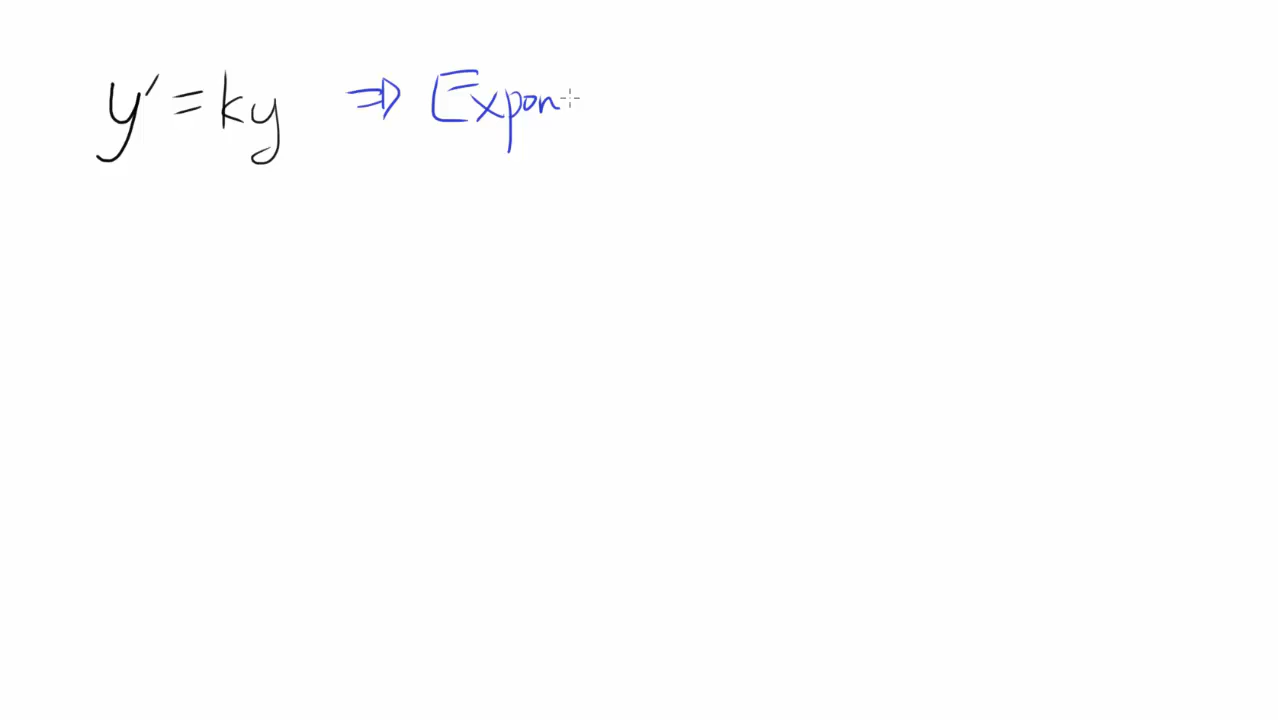 y' = ky ⇒ Expon